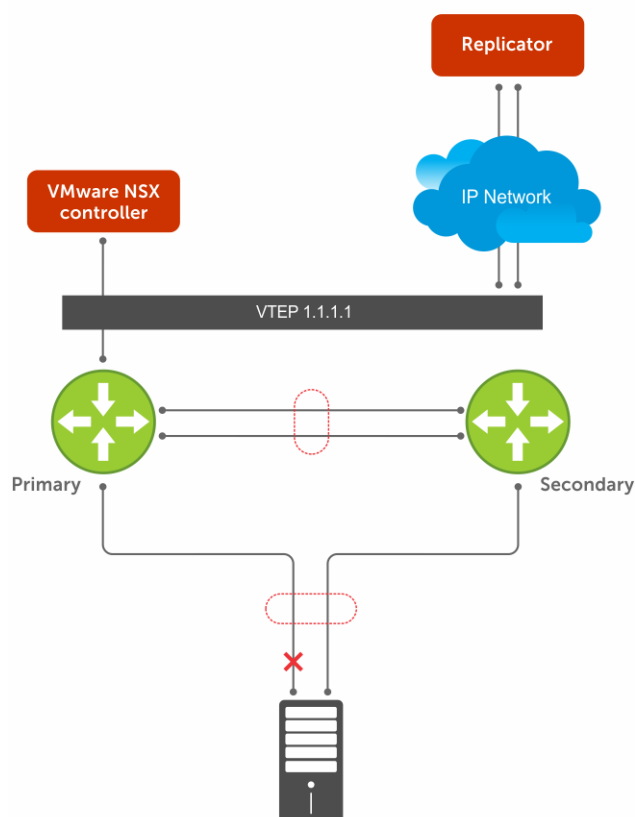 Replicator
IP Network
VMware NSX
controller
VTEP 1.1.1.1
Primary
Secondary